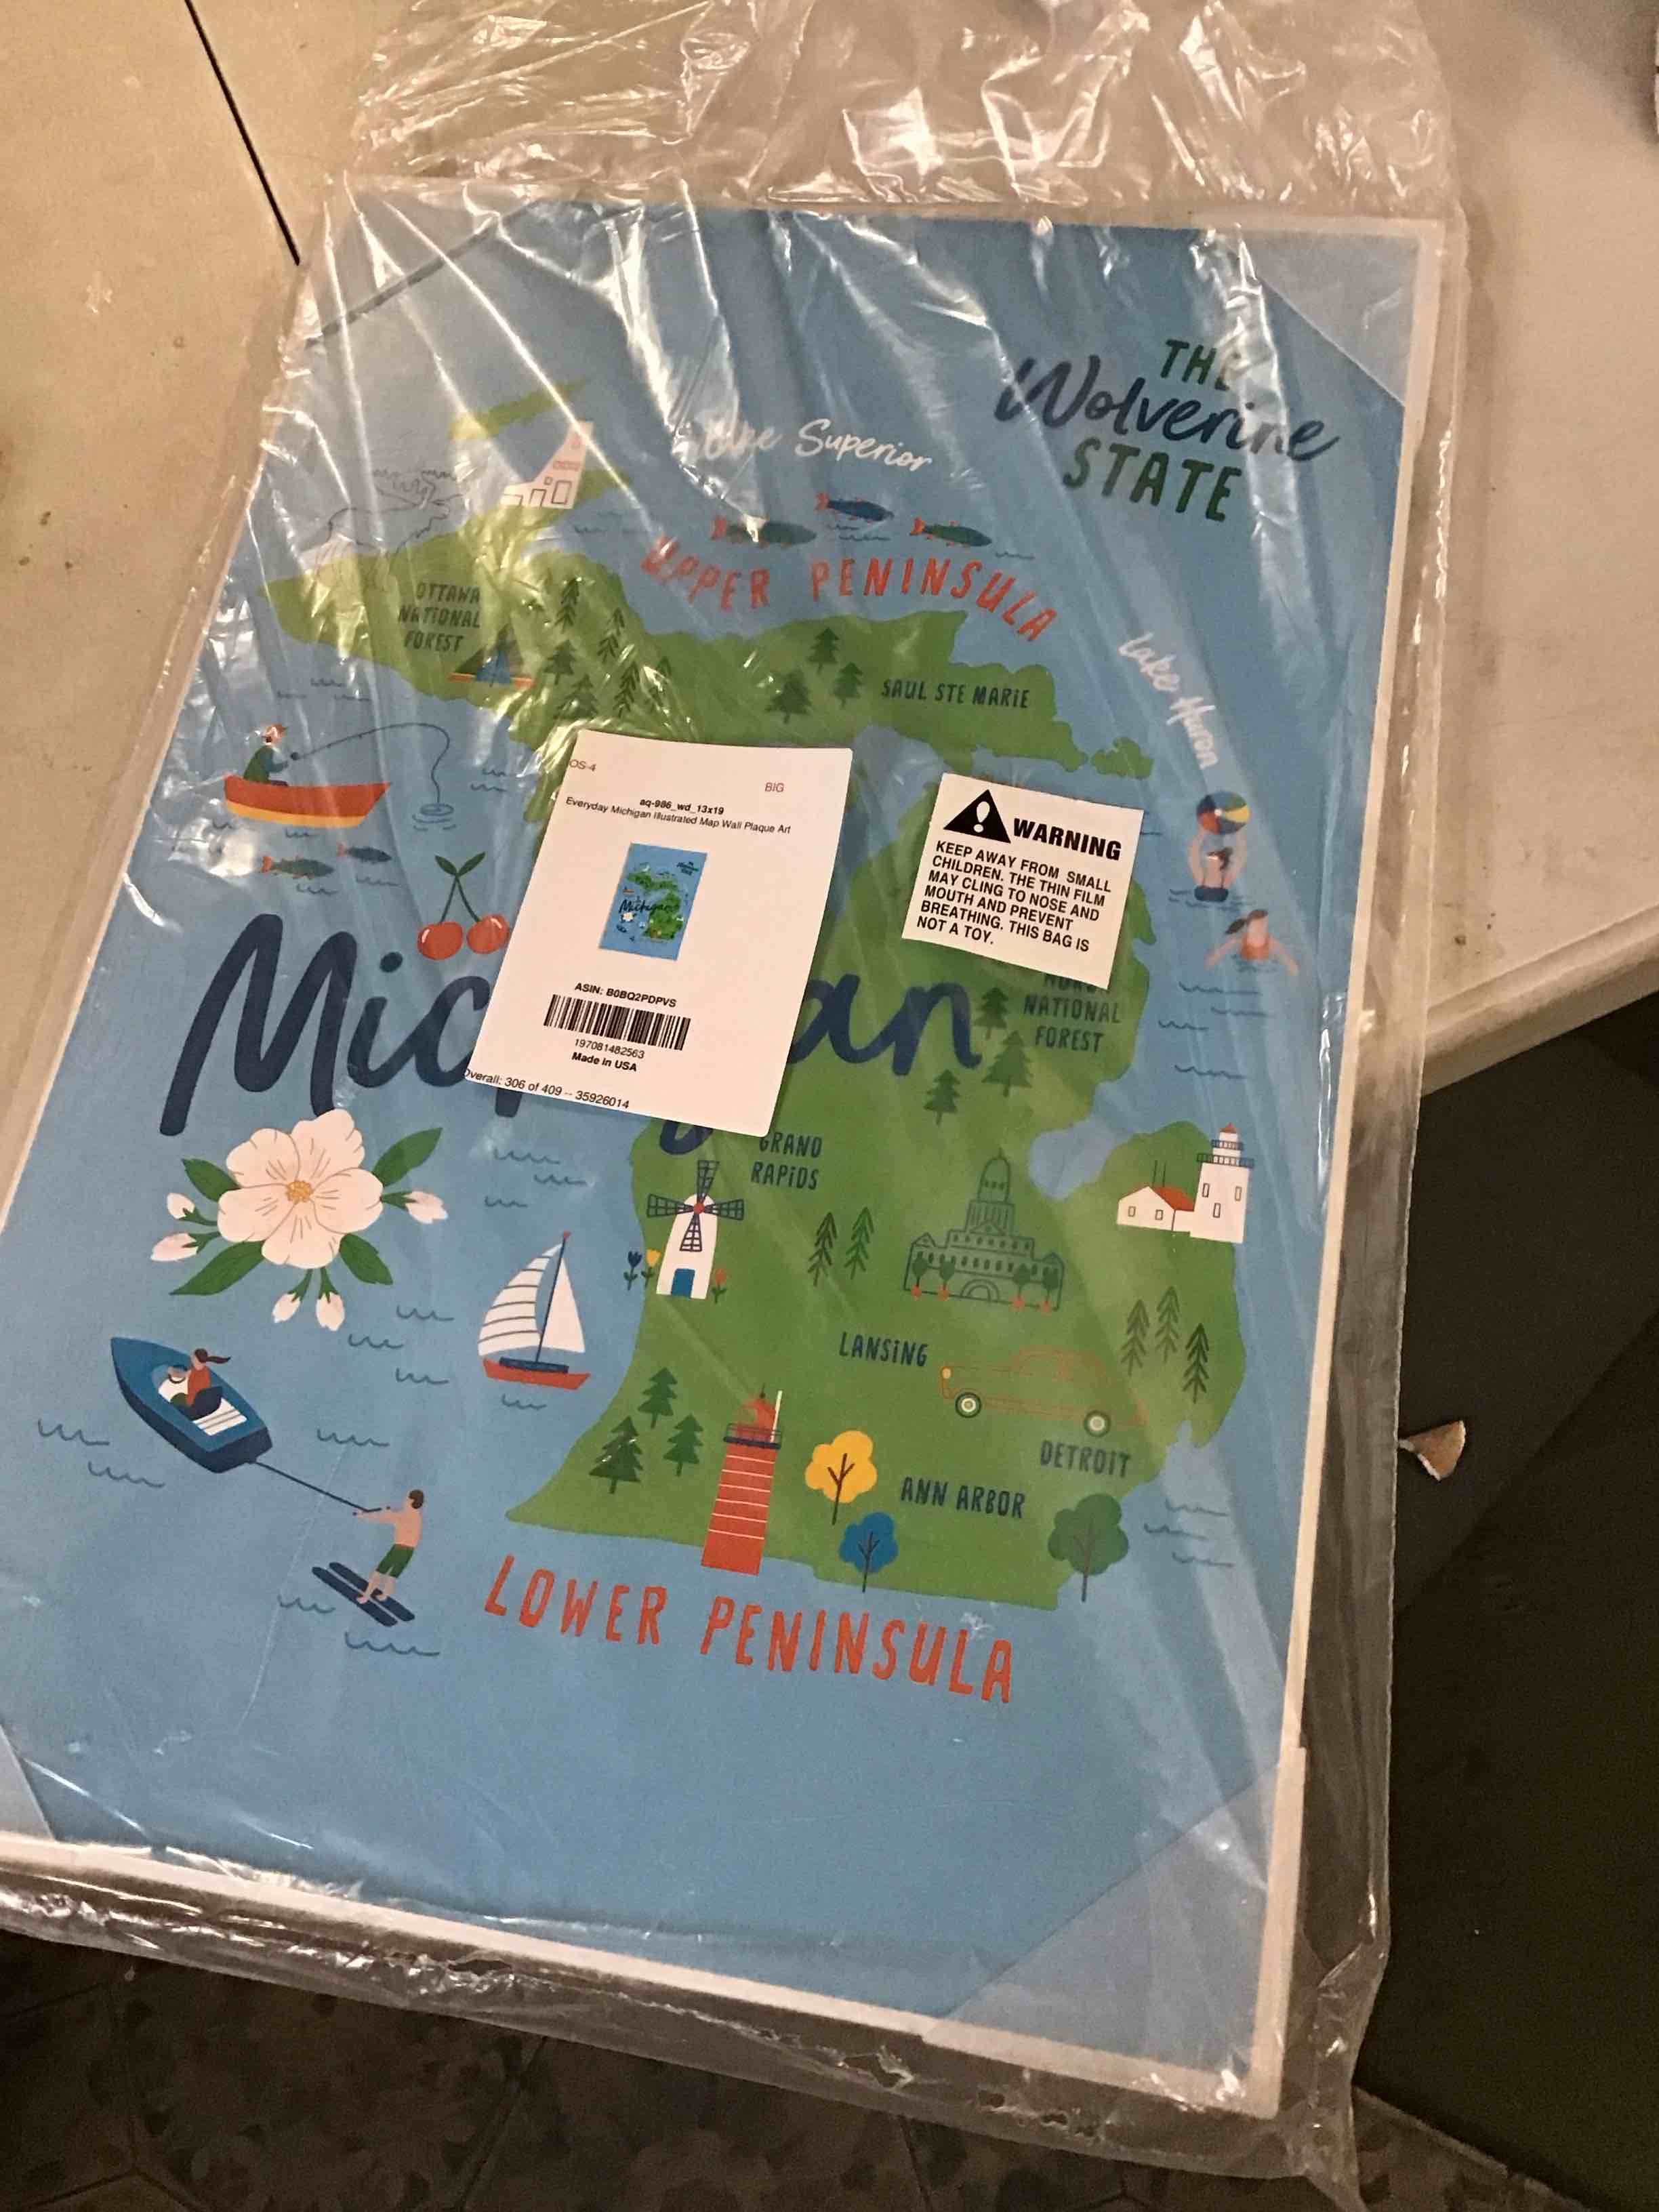 THE
Wolverine
STATE
Lake Superior
UPPER PENINSULA
OTTAWA
NATIONAL
FOREST
SAUL STE MARIE
Lake Huron
OS-4
BIG
aq-986_wd_13x19
Everyday Michigan Illustrated Map Wall Plaque Art
Michigan
ASIN: B0BQ2PDPVS
197081482563
Made in USA
Overall: 306 of 409 -- 35926014
WARNING
KEEP AWAY FROM SMALL
CHILDREN. THE THIN FILM
MAY CLING TO NOSE AND
MOUTH AND PREVENT
BREATHING. THIS BAG IS
NOT A TOY.
Mic an
NATIONAL
FOREST
GRAND
RAPIDS
LANSING
DETROIT
ANN ARBOR
LOWER PENINSULA